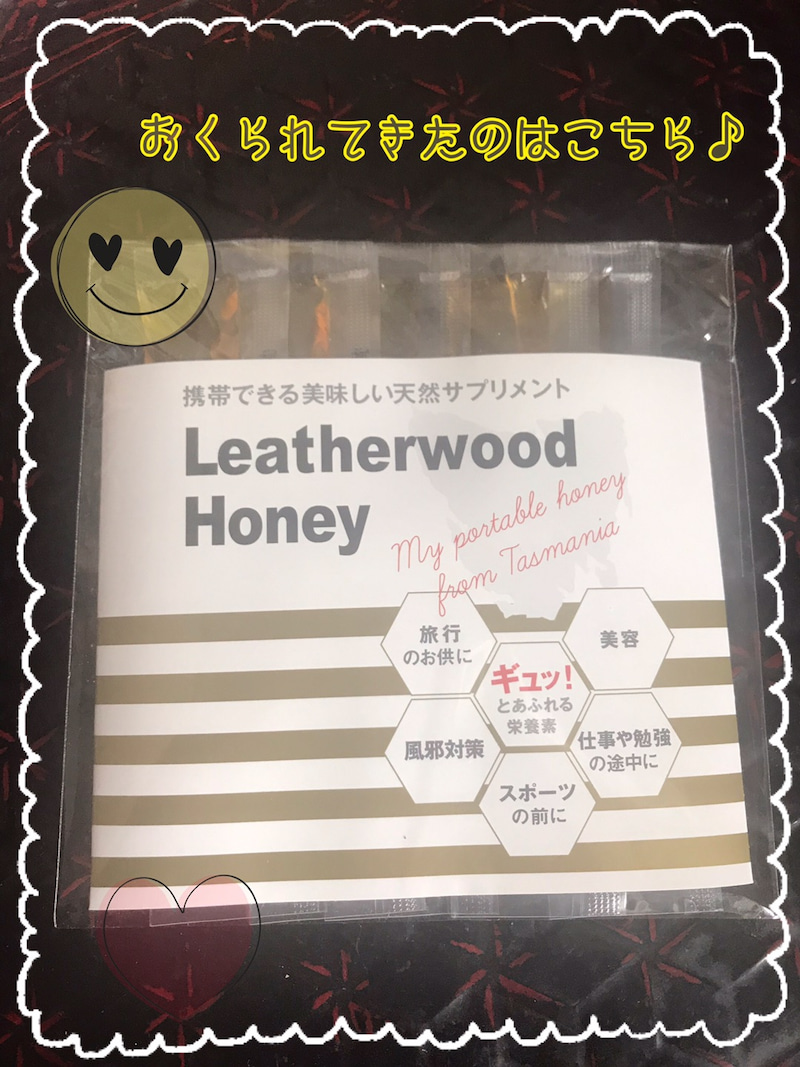 おくられてきたのはこちら♪
携帯できる美味しい天然サプリメント
Leatherwood
Honey
My portable honey
from Tasmania
旅行
のお供に
美容
ギュッ!
とあふれる
栄養素
風邪対策
仕事や勉強
の途中に
スポーツ
の前に